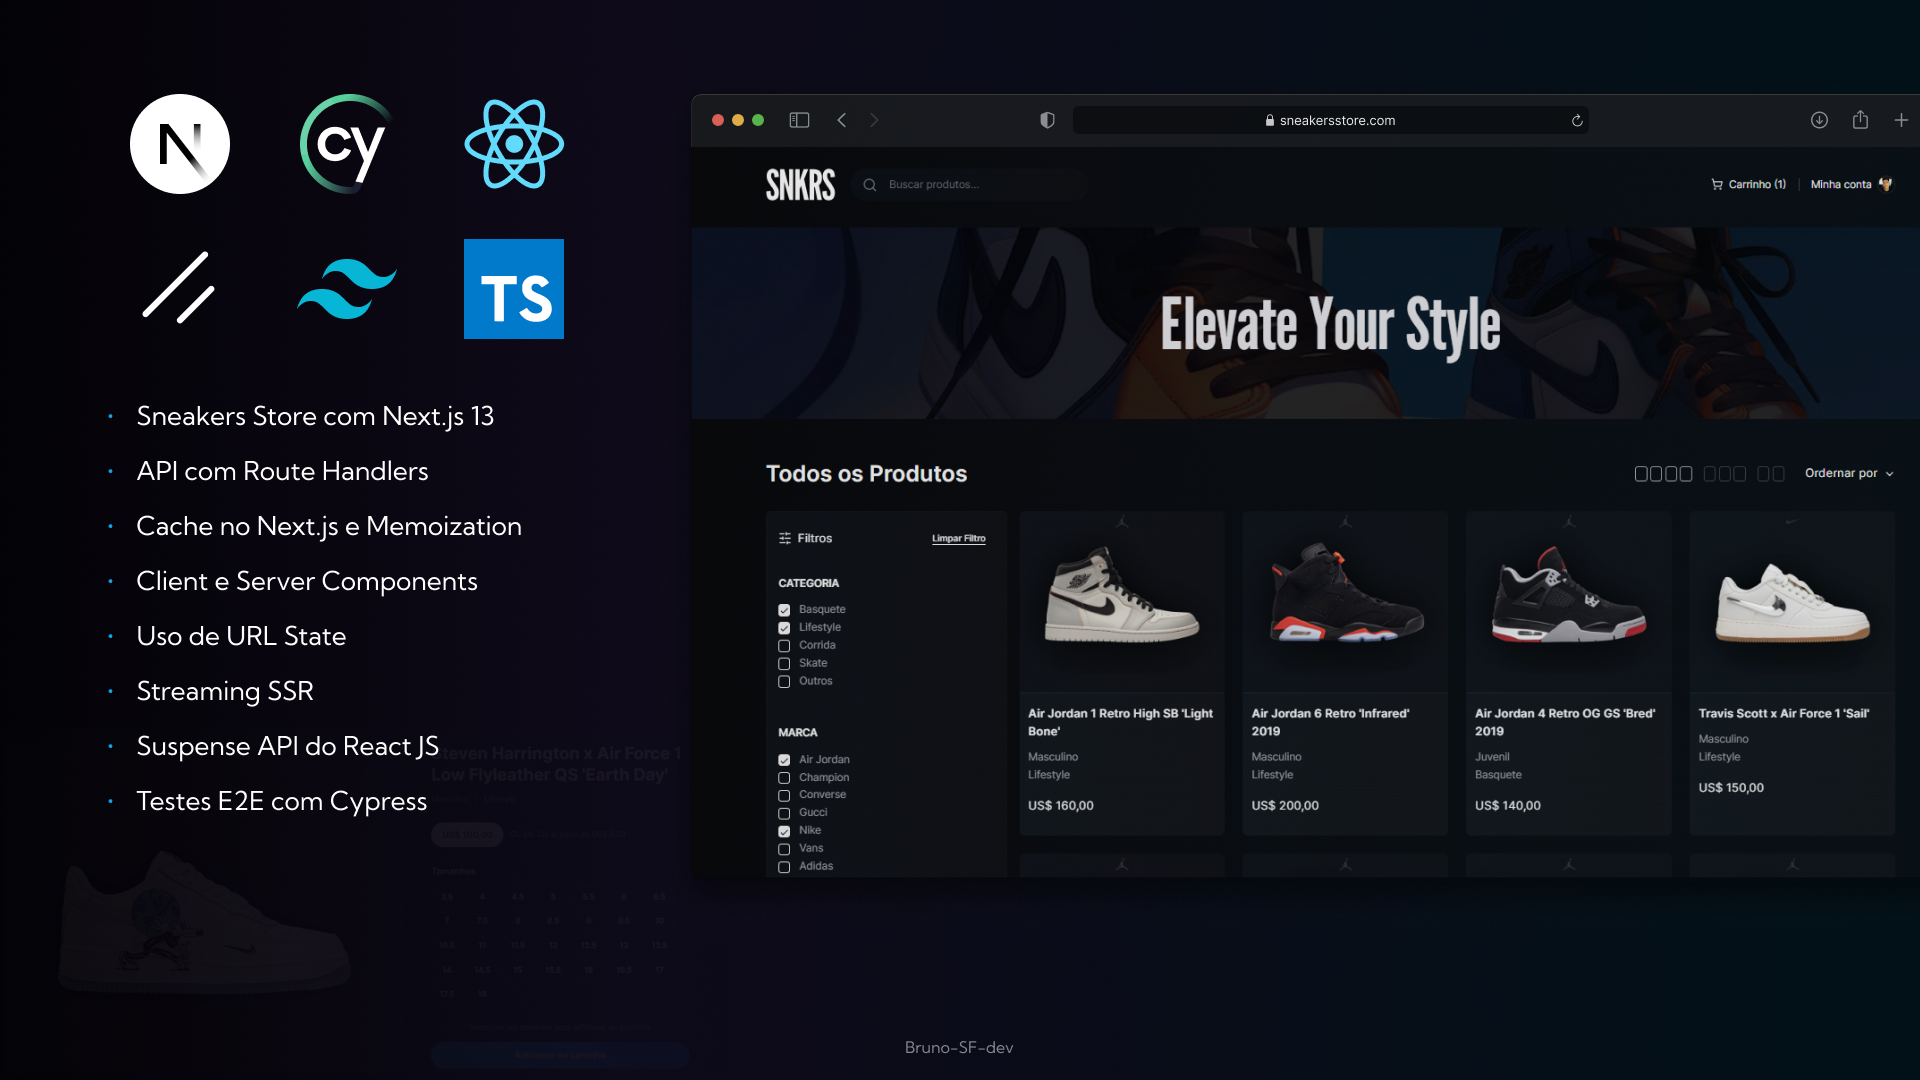 N
cy
TS
Sneakers Store com Next.js 13
API com Route Handlers
Cache no Next.js e Memoization
Client e Server Components
Uso de URL State
Streaming SSR
Suspense API do React JS
Testes E2E com Cypress
Steven Harrington x Air Force 1
Low Flyleather QS 'Earth Day'
sneakersstore.com
SNKRS
Buscar produtos...
Carrinho (1)
Minha conta
Elevate Your Style
Todos os Produtos
Ordernar por
Filtros
Limpar Filtro
CATEGORIA
Basquete
Lifestyle
Corrida
Skate
Outros
MARCA
Air Jordan
Champion
Converse
Gucci
Nike
Vans
Adidas
Air Jordan 1 Retro High SB 'Light
Bone'
Masculino
Lifestyle
US$ 160,00
Air Jordan 6 Retro 'Infrared'
2019
Masculino
Lifestyle
US$ 200,00
Air Jordan 4 Retro OG GS 'Bred'
2019
Juvenil
Basquete
US$ 140,00
Travis Scott x Air Force 1 'Sail'
Masculino
Lifestyle
US$ 150,00
Bruno-SF-dev